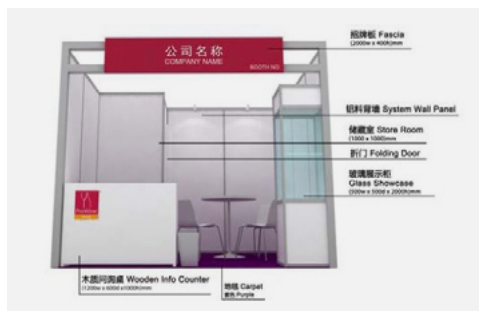 招牌板 Fascia
(2000w x 400h)mm
公司名称
COMPANY NAME
BOOTH NO
铝料背墙 System Wall Panel
储藏室 Store Room
(1000 x 1000)mm
折门 Folding Door
玻璃展示柜
Glass Showcase
(500w x 500d x 2000h)mm
木质问询桌 Wooden Info Counter
(1200w x 600d x1000h)mm
地毯 Carpet
紫色 Purple